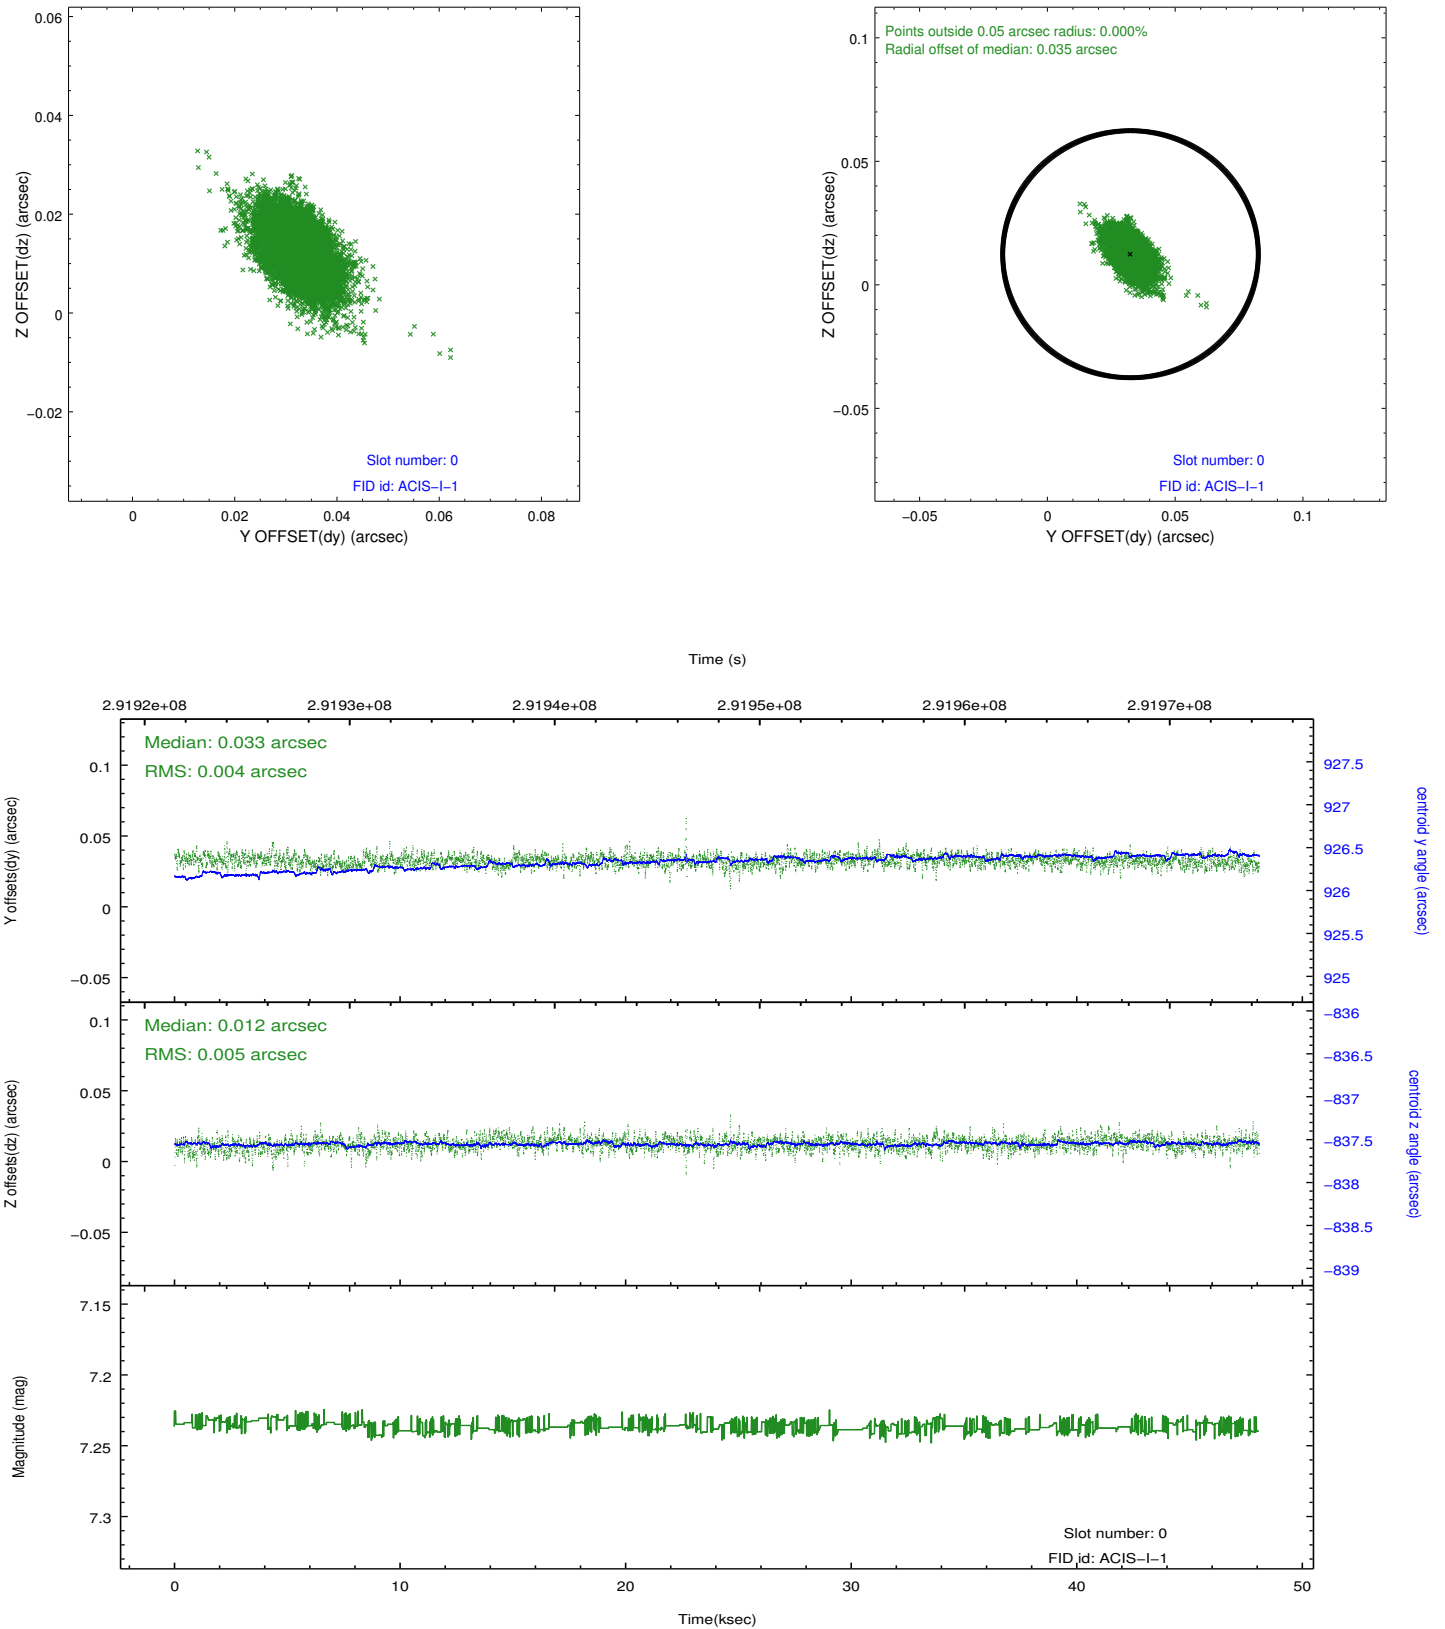 0.06
0.04
0.02
0
−0.02
Z OFFSET(dz) (arcsec)
Slot number: 0
FID id: ACIS−I−1
0
0.02
0.04
0.06
0.08
Y OFFSET(dy) (arcsec)
Points outside 0.05 arcsec radius: 0.000%
Radial offset of median: 0.035 arcsec
0.1
0.05
0
−0.05
Z OFFSET(dz) (arcsec)
Slot number: 0
FID id: ACIS−I−1
−0.05
0
0.05
0.1
Y OFFSET(dy) (arcsec)
Time (s)
2.9192e+08
2.9193e+08
2.9194e+08
2.9195e+08
2.9196e+08
2.9197e+08
Median: 0.033 arcsec
RMS: 0.004 arcsec
0.1
0.05
0
−0.05
Y offsets(dy) (arcsec)
927.5
927
926.5
926
925.5
925
centroid y angle (arcsec)
Median: 0.012 arcsec
RMS: 0.005 arcsec
0.1
0.05
0
−0.05
Z offsets(dz) (arcsec)
−836
−836.5
−837
−837.5
−838
−838.5
−839
centroid z angle (arcsec)
7.15
7.2
7.25
7.3
Magnitude (mag)
Slot number: 0
FID id: ACIS−I−1
0
10
20
30
40
50
Time(ksec)